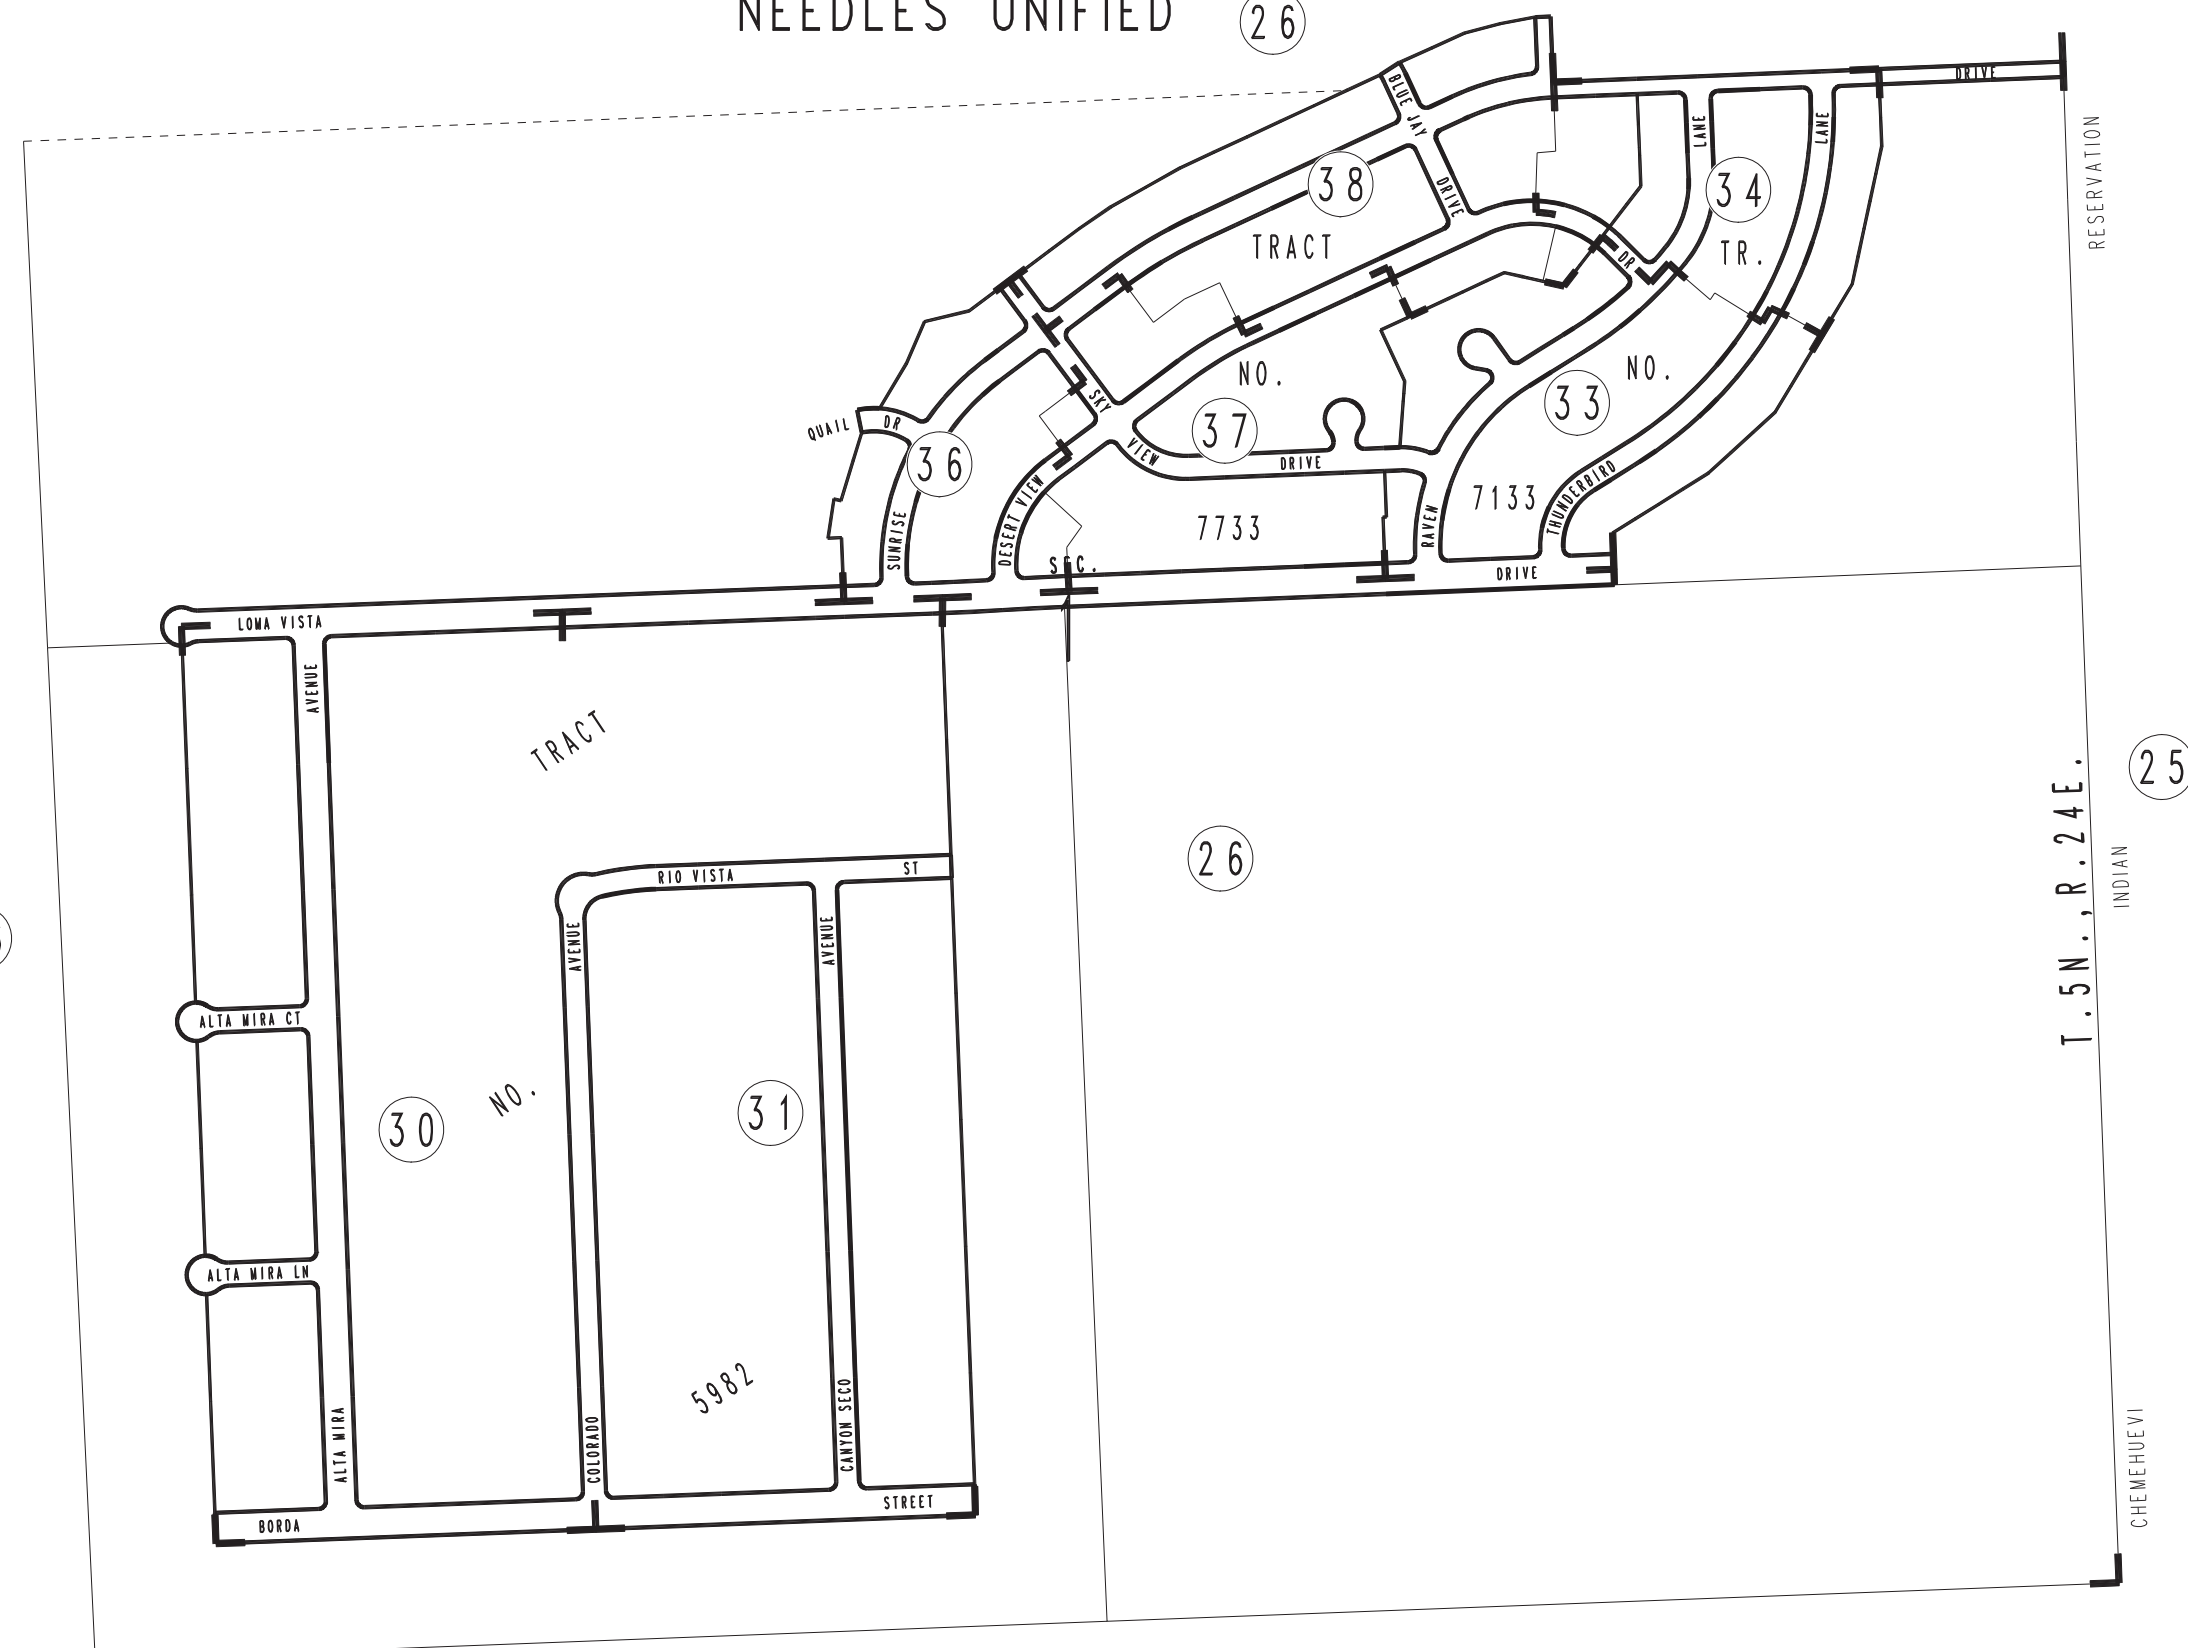 NEEDLES UNIFIED
26
DRIVE
BLUE JAY
DRIVE
LANE
LANE
RESERVATION
38
34
TRACT
TR.
DR
NO.
NO.
33
37
SKY
VIEW
DRIVE
QUAIL DR
36
7133
7733
SUNRISE
DESERT VIEW
RAVEN
THUNDERBIRD
SEC.
DRIVE
LOMA VISTA
AVENUE
TRACT
25
T.5N.,R.24E.
INDIAN
26
RIO VISTA ST
AVENUE
AVENUE
ALTA MIRA CT
30
NO.
31
ALTA MIRA LN
5982
ALTA MIRA
COLORADO
CANYON SECO
CHEMEHUEVI
BORDA STREET